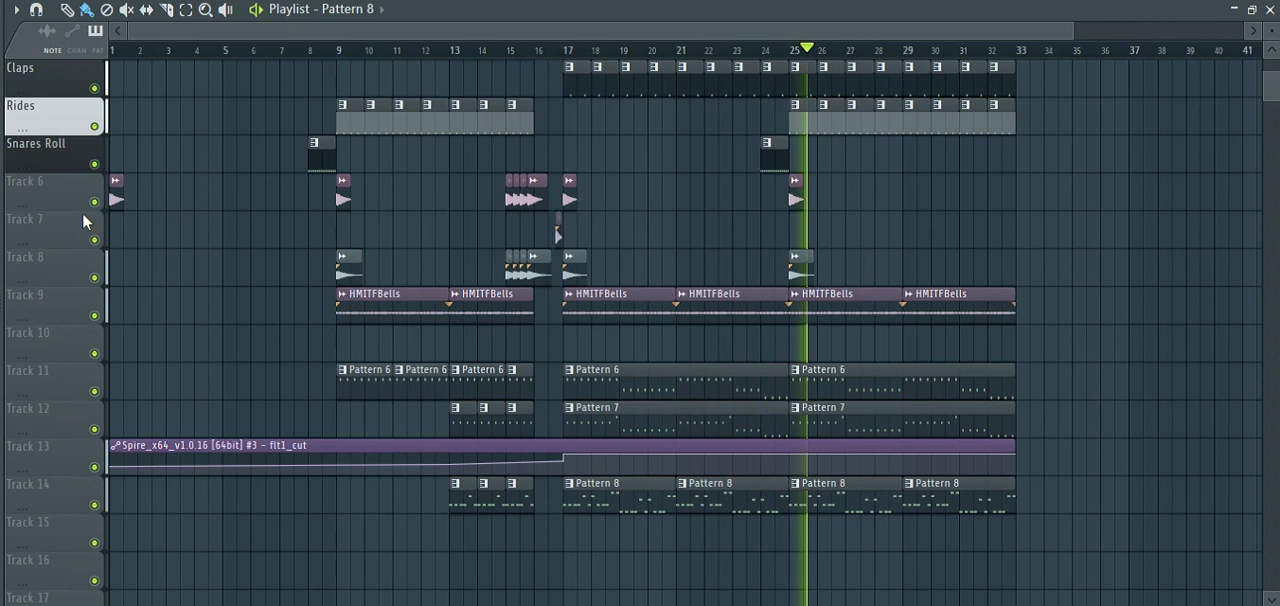 Playlist - Pattern 8
NOTE CHAN PAT
1 2 3 4 5 6 7 8 9 10 11 12 13 14 15 16 17 18 19 20 21 22 23 24 25 26 27 28 29 30 31 32 33 34 35 36 37 38 39 40 41
Claps
Rides
Snares Roll
Track 6
Track 7
Track 8
Track 9 HMITFBells HMITFBells HMITFBells HMITFBells HMITFBells HMITFBells
Track 10
Track 11 Pattern 6 Pattern 6 Pattern 6 Pattern 6 Pattern 6
Track 12 Pattern 7 Pattern 7
Track 13 Spire_x64_v1.0.16 [64bit] #3 - flt1_cut
Track 14 Pattern 8 Pattern 8 Pattern 8 Pattern 8
Track 15
Track 16
Track 17